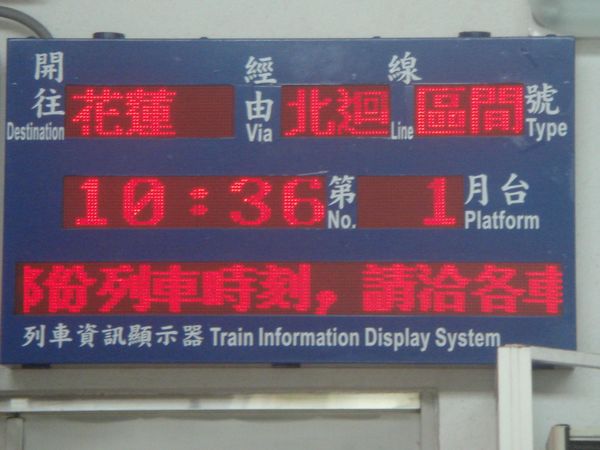 開往 花蓮 經由 北迴 線 區間 號
Destination Via Line Type
10:36 第 1 月台
No. Platform
份列車時刻，請洽各車
列車資訊顯示器 Train Information Display System